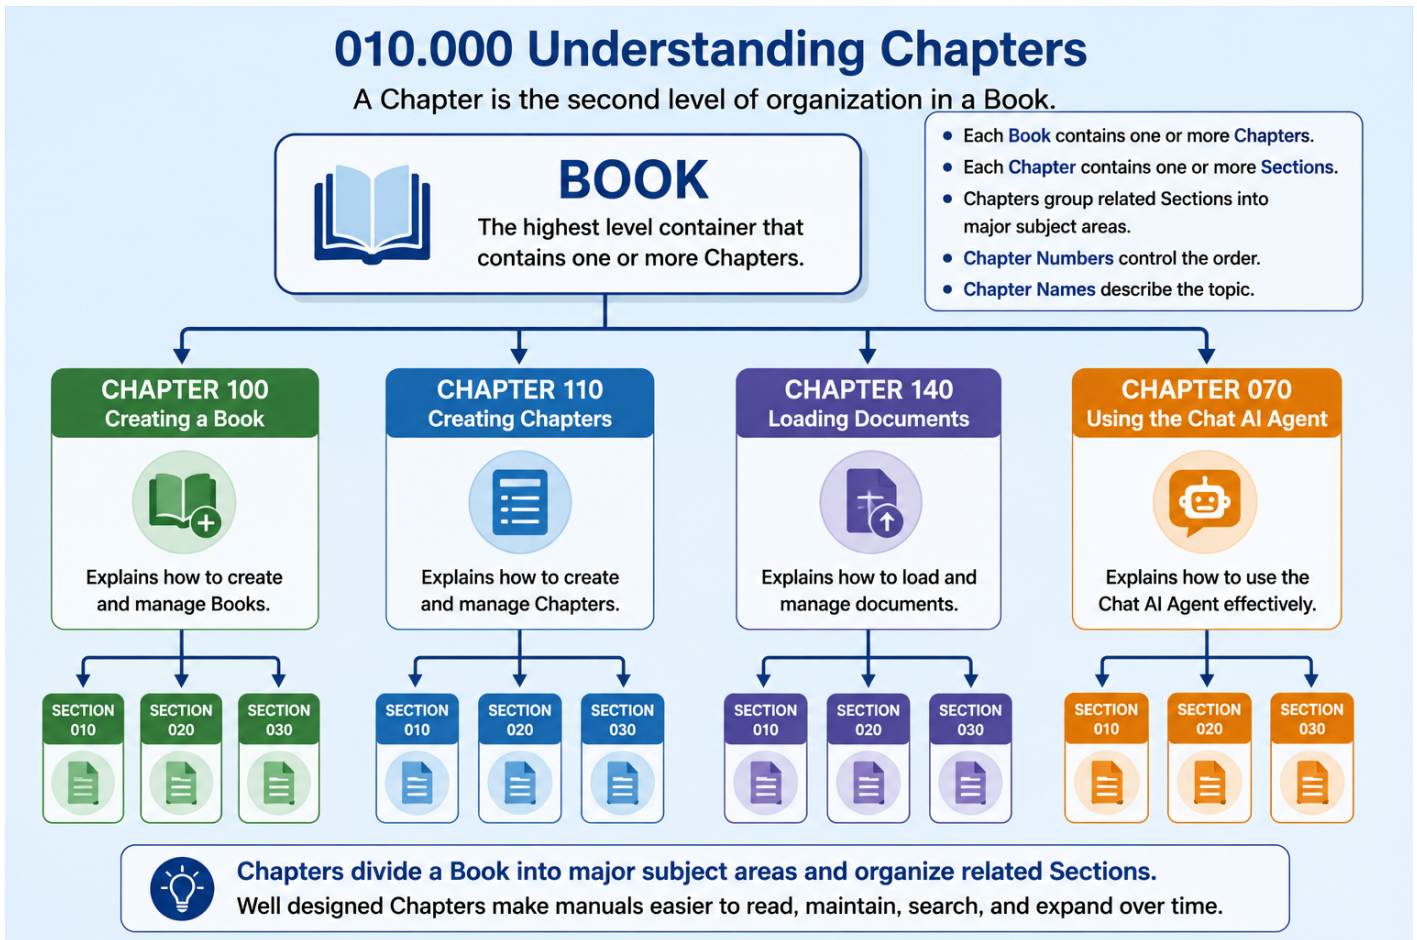 010.000 Understanding Chapters
A Chapter is the second level of organization in a Book.
BOOK
The highest level container that
contains one or more Chapters.
Each Book contains one or more Chapters.
Each Chapter contains one or more Sections.
Chapters group related Sections into
major subject areas.
Chapter Numbers control the order.
Chapter Names describe the topic.
CHAPTER 100
Creating a Book
Explains how to create
and manage Books.
CHAPTER 110
Creating Chapters
Explains how to create
and manage Chapters.
CHAPTER 140
Loading Documents
Explains how to load and
manage documents.
CHAPTER 070
Using the Chat AI Agent
Explains how to use the
Chat AI Agent effectively.
SECTION
010
SECTION
020
SECTION
030
SECTION
010
SECTION
020
SECTION
030
SECTION
010
SECTION
020
SECTION
030
SECTION
010
SECTION
020
SECTION
030
Chapters divide a Book into major subject areas and organize related Sections.
Well designed Chapters make manuals easier to read, maintain, search, and expand over time.